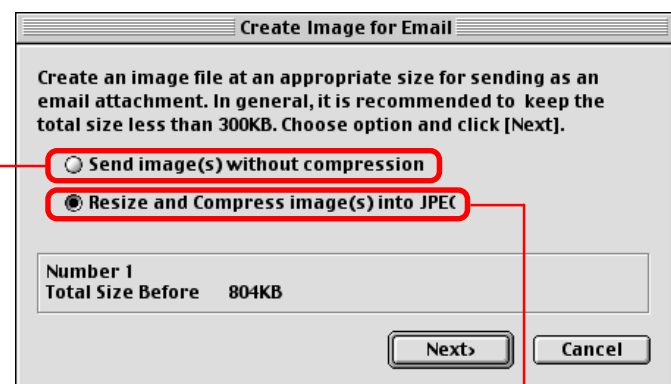 Create Image for Email
Create an image file at an appropriate size for sending as an
email attachment. In general, it is recommended to keep the
total size less than 300KB. Choose option and click [Next].
Send image(s) without compression
Resize and Compress image(s) into JPEC
Number 1
Total Size Before 804KB
Next›
Cancel